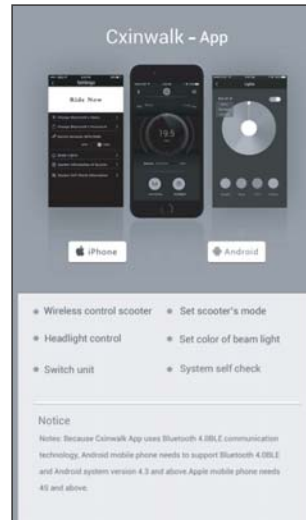 Cxinwalk - App
Settings
Ride Now
Lights
19.5
iPhone
Android
Wireless control scooter
Set scooter's mode
Headlight control
Set color of beam light
Switch unit
System self check
Notice
Notes: Because Cxinwalk App uses Bluetooth 4.0BLE communication
technology, Android mobile phone needs to support Bluetooth 4.0BLE
and Android system version 4.3 and above.Apple mobile phone needs
4S and above.